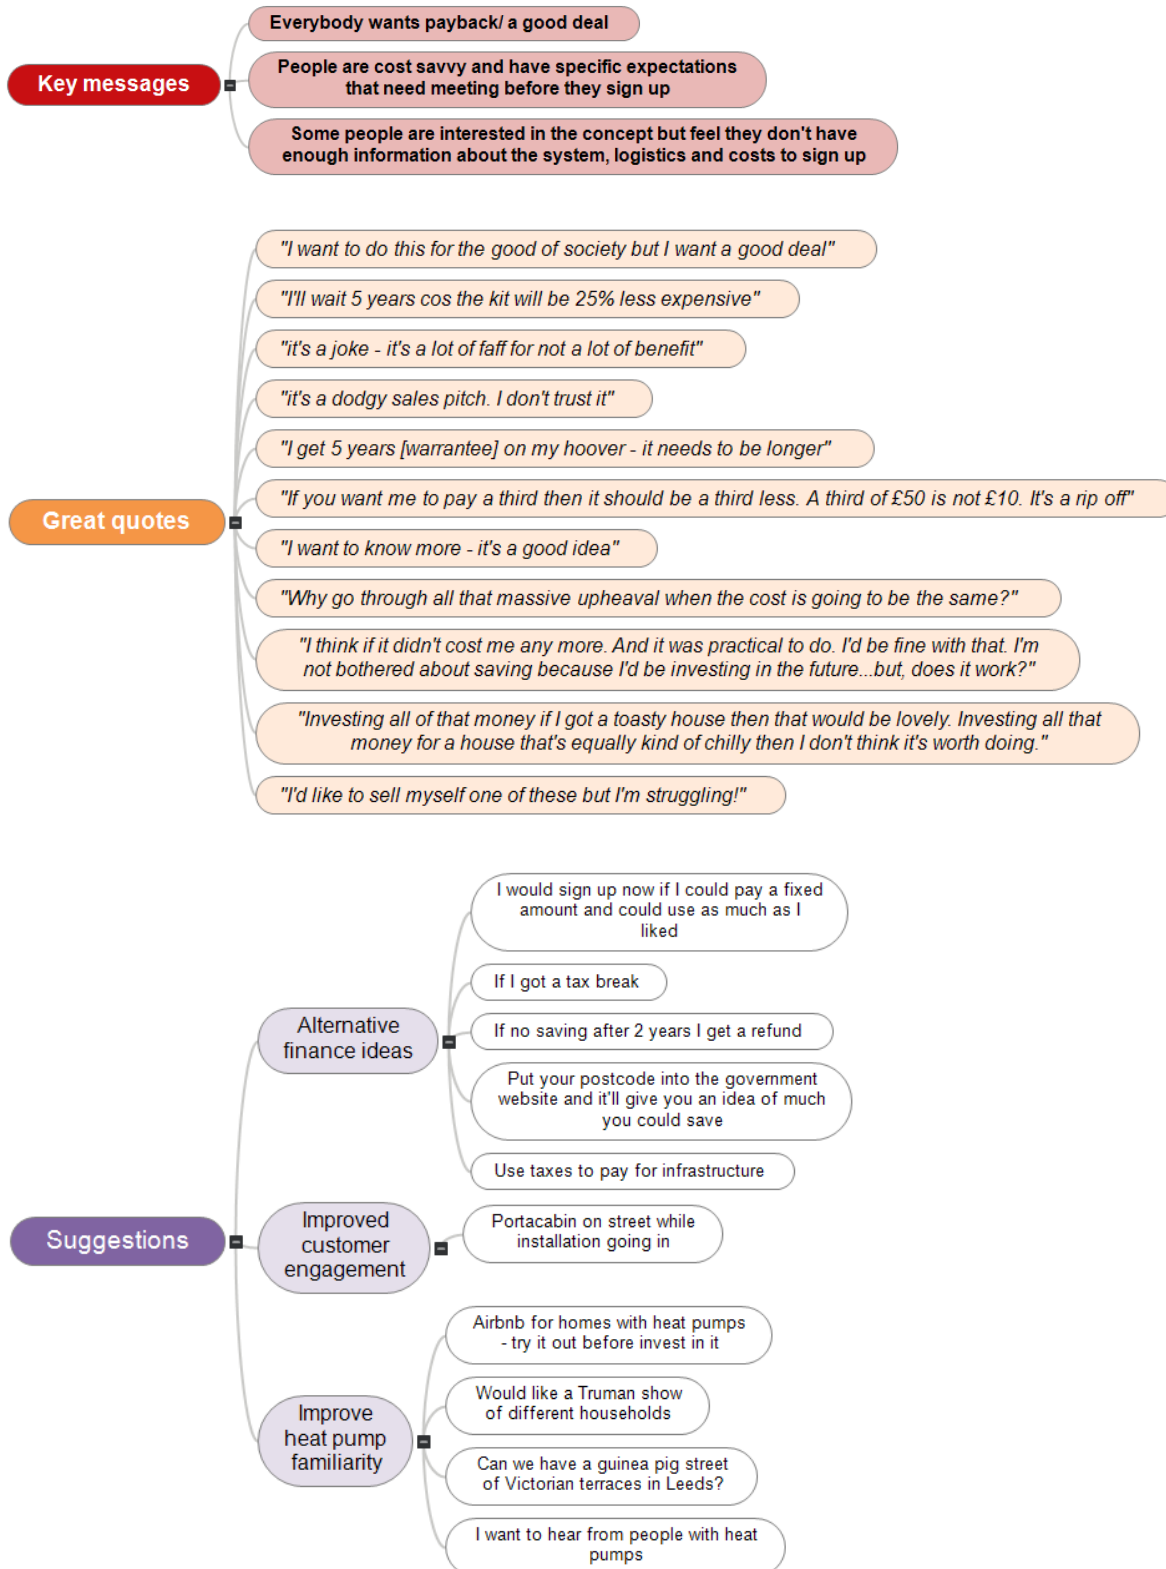 Key messages
Everybody wants payback/ a good deal
People are cost savvy and have specific expectations
that need meeting before they sign up
Some people are interested in the concept but feel they don't have
enough information about the system, logistics and costs to sign up
Great quotes
"I want to do this for the good of society but I want a good deal"
"I'll wait 5 years cos the kit will be 25% less expensive"
"it's a joke - it's a lot of faff for not a lot of benefit"
"it's a dodgy sales pitch. I don't trust it"
"I get 5 years [warrantee] on my hoover - it needs to be longer"
"If you want me to pay a third then it should be a third less. A third of £50 is not £10. It's a rip off"
"I want to know more - it's a good idea"
"Why go through all that massive upheaval when the cost is going to be the same?"
"I think if it didn't cost me any more. And it was practical to do. I'd be fine with that. I'm
not bothered about saving because I'd be investing in the future...but, does it work?"
"Investing all of that money if I got a toasty house then that would be lovely. Investing all that
money for a house that's equally kind of chilly then I don't think it's worth doing."
"I'd like to sell myself one of these but I'm struggling!"
Suggestions
Alternative
finance ideas
I would sign up now if I could pay a fixed
amount and could use as much as I
liked
If I got a tax break
If no saving after 2 years I get a refund
Put your postcode into the government
website and it'll give you an idea of much
you could save
Use taxes to pay for infrastructure
Improved
customer
engagement
Portacabin on street while
installation going in
Improve
heat pump
familiarity
Airbnb for homes with heat pumps
- try it out before invest in it
Would like a Truman show
of different households
Can we have a guinea pig street
of Victorian terraces in Leeds?
I want to hear from people with heat
pumps